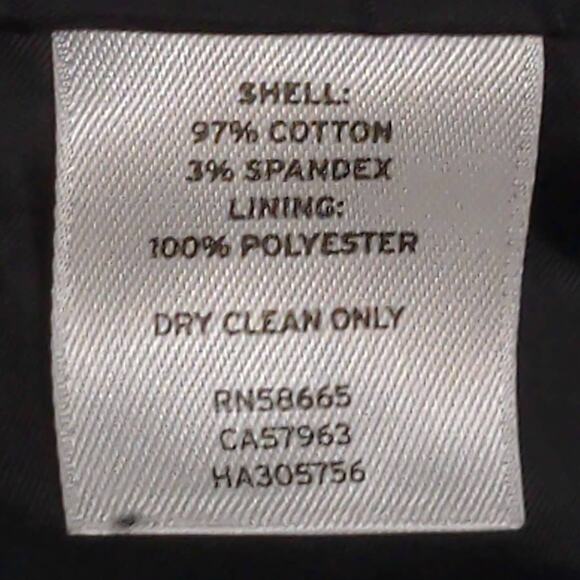 SHELL:
97% COTTON
3% SPANDEX
LINING:
100% POLYESTER
DRY CLEAN ONLY
RN58665
CA57963
HA305756